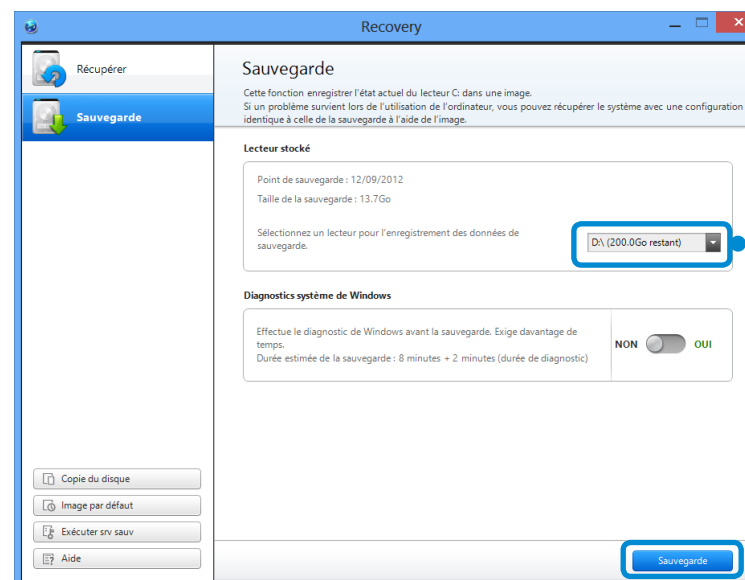 Recovery
Récupérer
Sauvegarde
Sauvegarde
Cette fonction enregistrer l'état actuel du lecteur C: dans une image.
Si un problème survient lors de l'utilisation de l'ordinateur, vous pouvez récupérer le système avec une configuration
identique à celle de la sauvegarde à l'aide de l'image.
Lecteur stocké
Point de sauvegarde : 12/09/2012
Taille de la sauvegarde : 13.7Go
Sélectionnez un lecteur pour l'enregistrement des données de
sauvegarde.
D:\ (200.0Go restant)
Diagnostics système de Windows
Effectue le diagnostic de Windows avant la sauvegarde. Exige davantage de
temps.
Durée estimée de la sauvegarde : 8 minutes + 2 minutes (durée de diagnostic)
NON OUI
Copie du disque
Image par défaut
Exécuter srv sauv
Aide
Sauvegarde